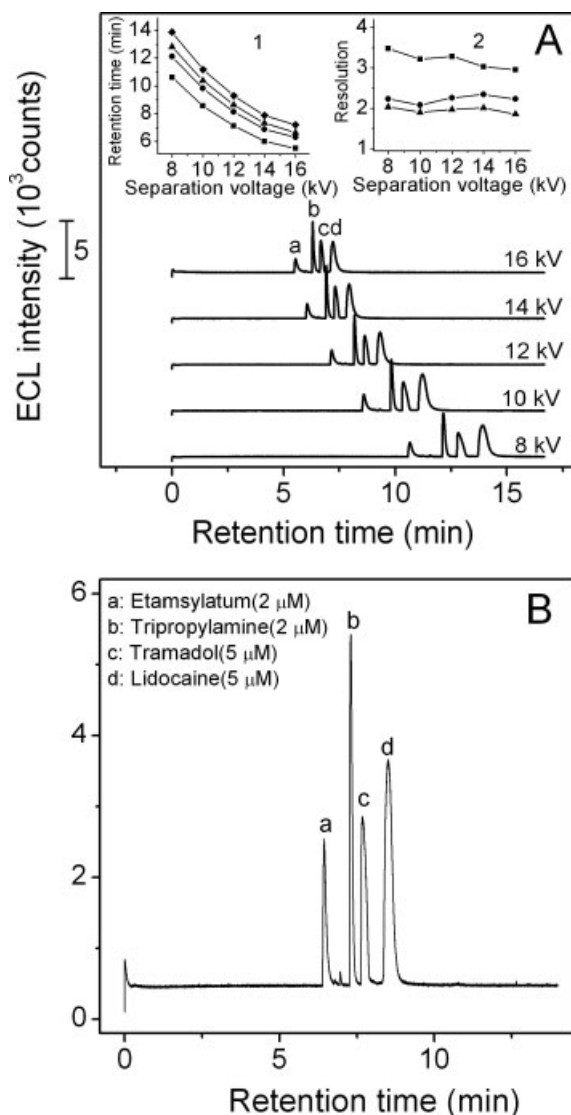 14
12
10
8
6
8 10 12 14 16
Retention time (min)
Separation voltage (kV)
1
4
3
2
1
8 10 12 14 16
Resolution
Separation voltage (kV)
2
A
5
a
b
cd
16 kV
14 kV
12 kV
10 kV
8 kV
ECL intensity (10³counts)
0 5 10 15
Retention time (min)
6
4
2
0
a: Etamsylatum(2 μM)
b: Tripropylamine(2 μM)
c: Tramadol(5 μM)
d: Lidocaine(5 μM)
B
a
b
c
d
0 5 10
Retention time (min)